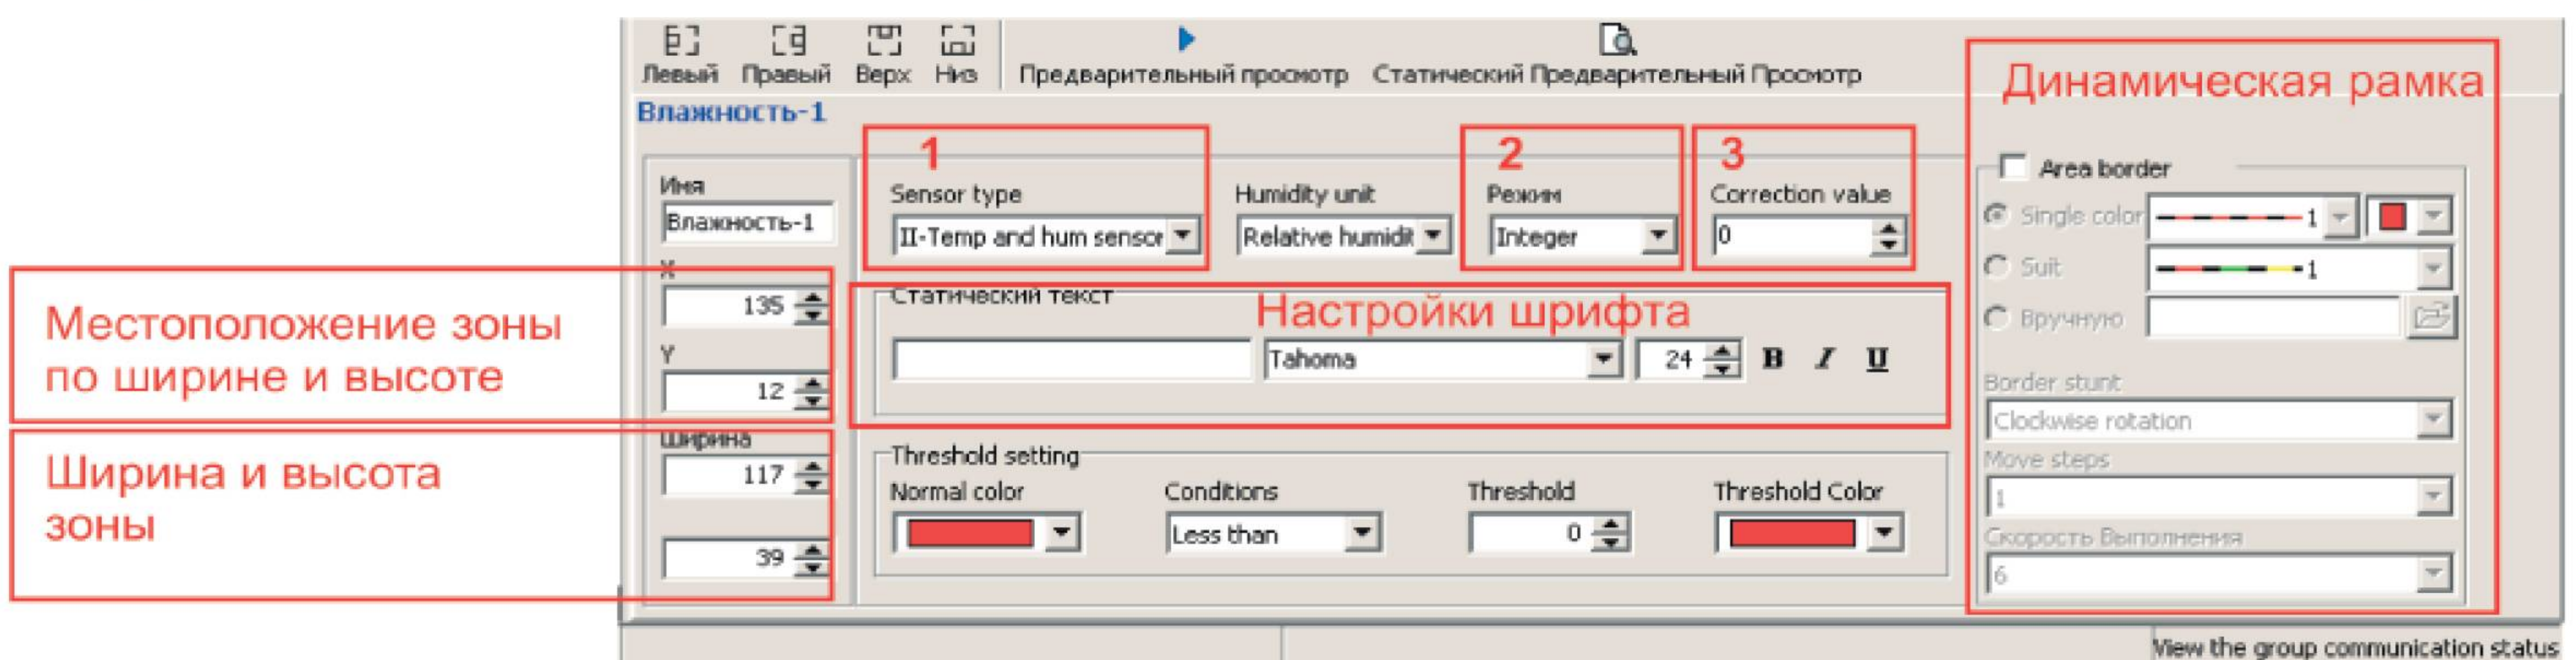 Левый Правый Верх Низ Предварительный просмотр Статический Предварительный Просмотр
Динамическая рамка
Влажность-1
1
2
3
Area border
Имя
Влажность-1
Sensor type
Humidity unit
Режим
Correction value
II-Temp and hum sensor
Relative humidit
Integer
0
Single color
1
Suit
1
Вручную
X
135
Местоположение зоны
по ширине и высоте
Y
12
Статический текст
Настройки шрифта
Tahoma
24
B I U
Border stunt
Clockwise rotation
Move steps
1
Скорость Выполнения
6
Ширина
117
Ширина и высота
зоны
39
Threshold setting
Normal color
Conditions
Threshold
Threshold Color
Less than
0
View the group communication status